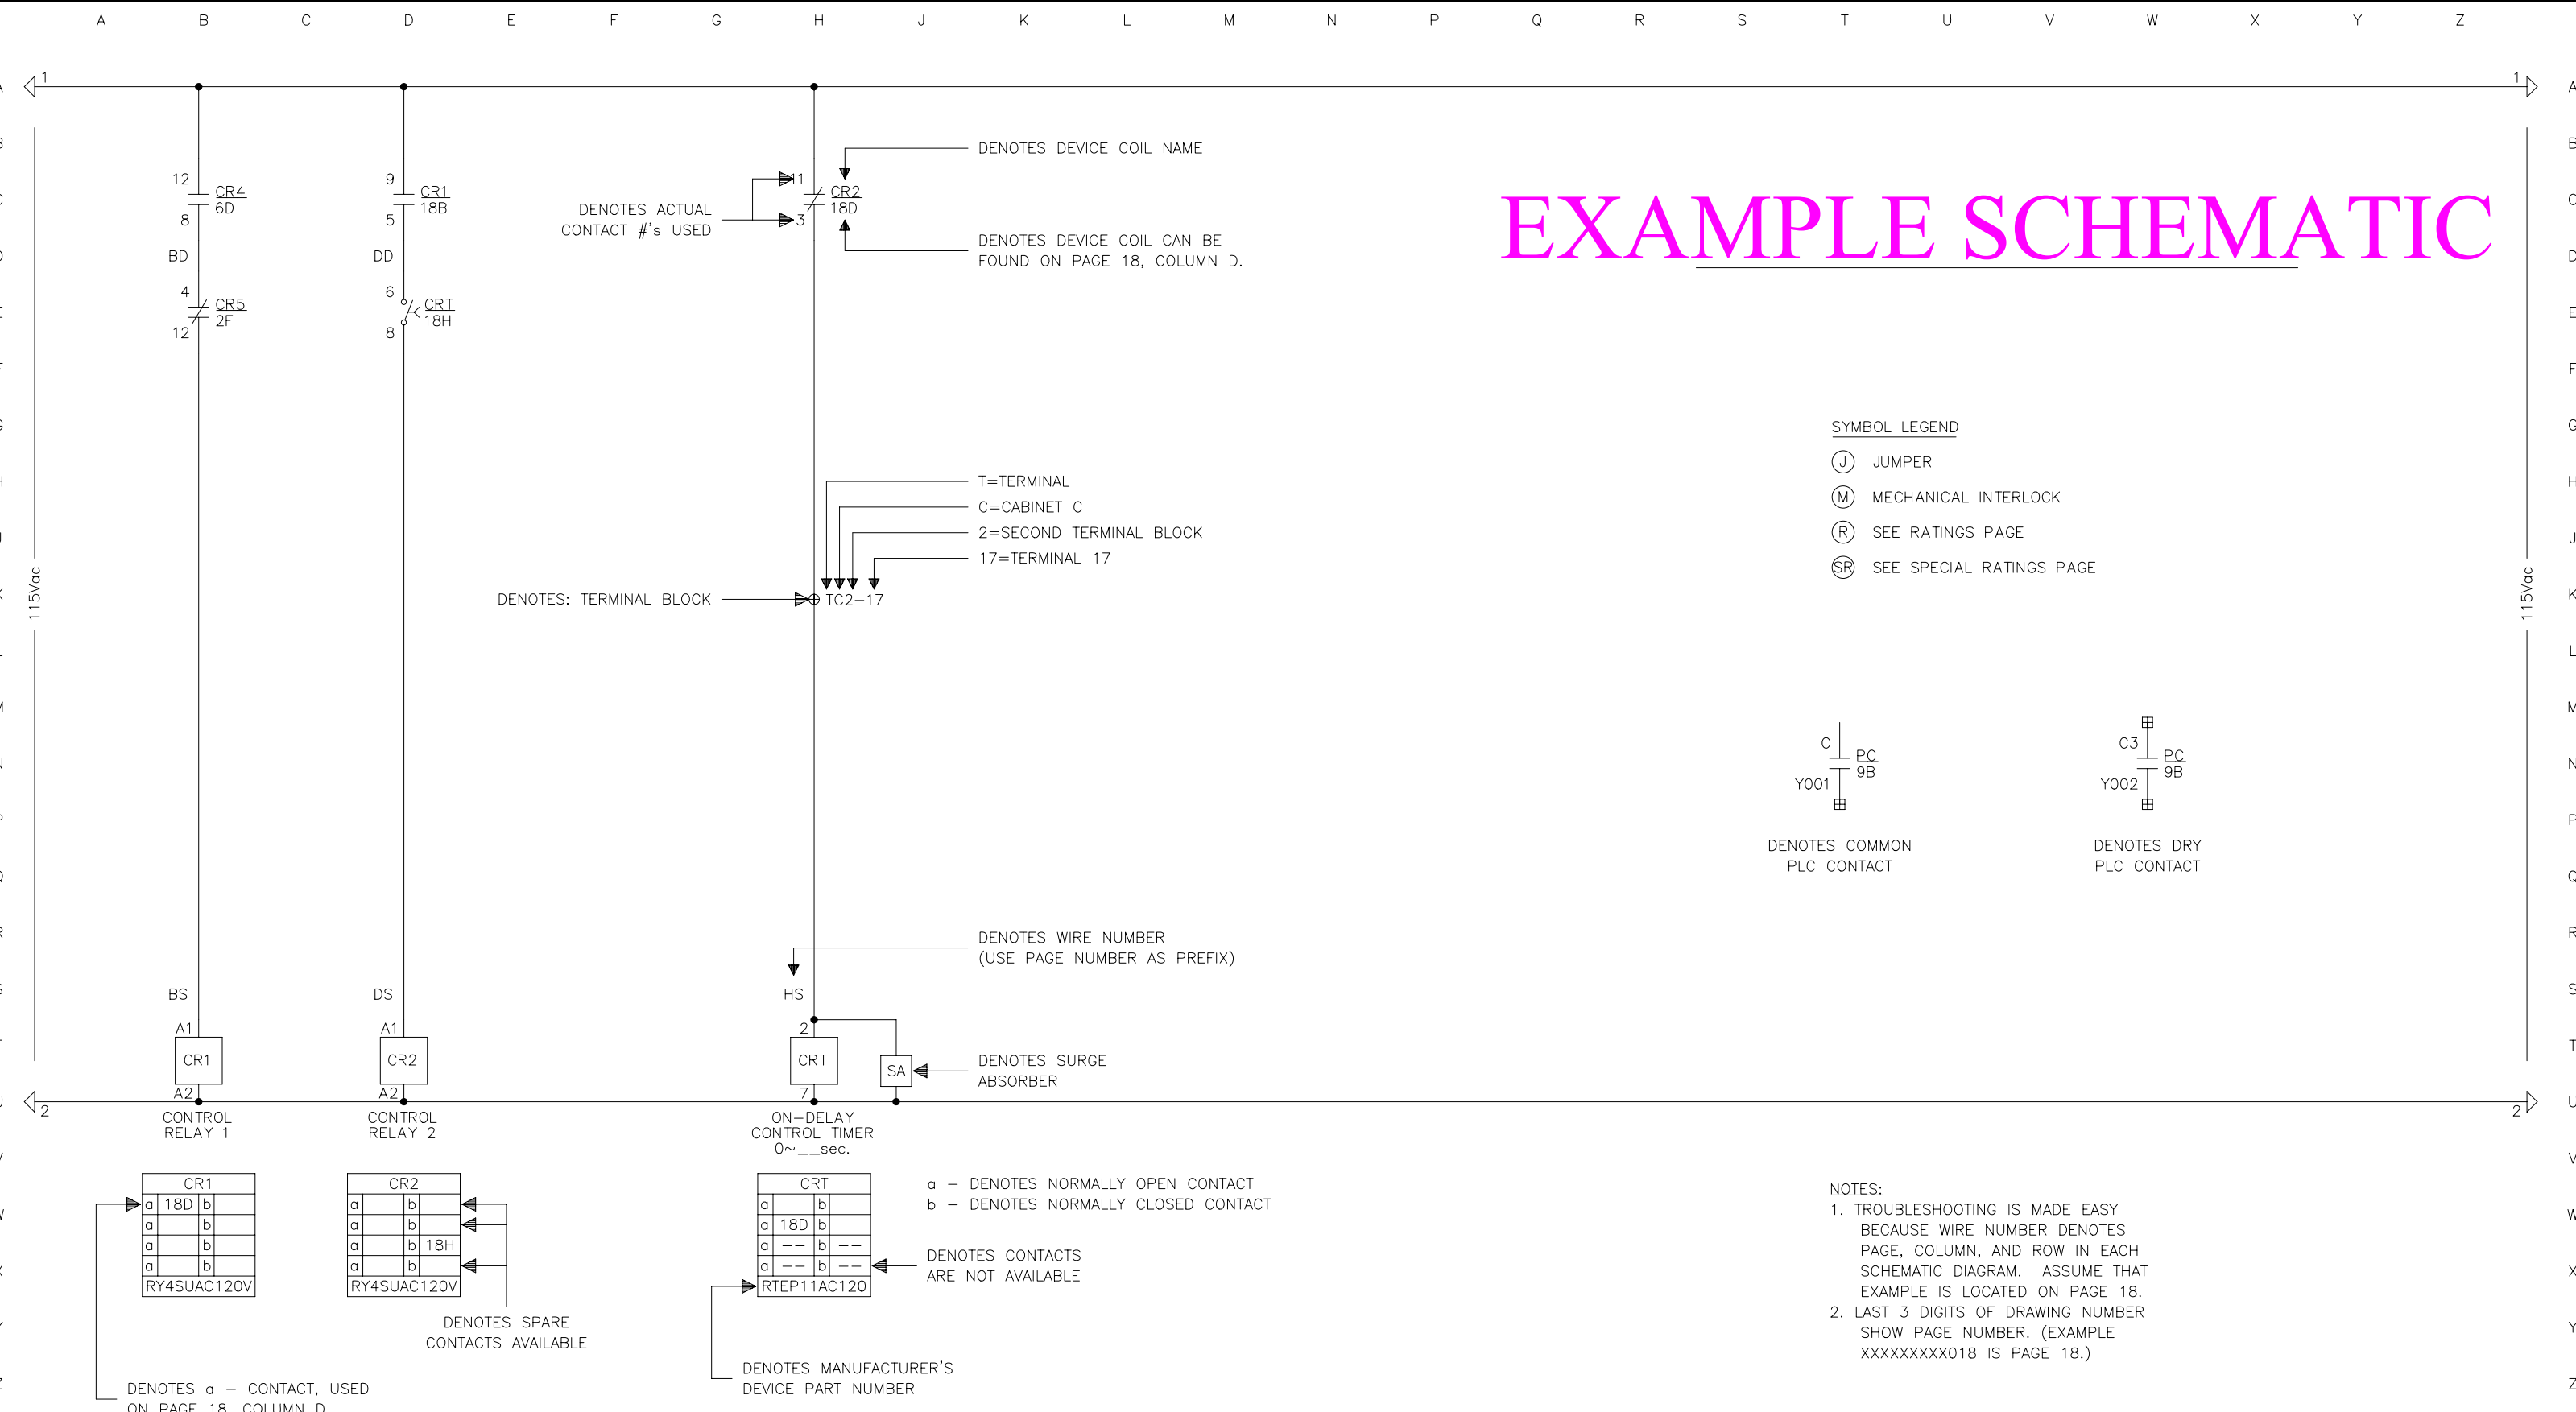 A B C D E F G H J K L M N P Q R S T U V W X Y Z
1
1
A
A
B
DENOTES DEVICE COIL NAME
12
CR4
6D
8
9
CR1
18B
5
DENOTES ACTUAL
CONTACT #'s USED
11
CR2
18D
3
C
EXAMPLE SCHEMATIC
DENOTES DEVICE COIL CAN BE
FOUND ON PAGE 18, COLUMN D.
BD
DD
D
4
CR5
2F
12
6
CRT
18H
8
E
F
SYMBOL LEGEND
G
J JUMPER
M MECHANICAL INTERLOCK
R SEE RATINGS PAGE
SR SEE SPECIAL RATINGS PAGE
T=TERMINAL
C=CABINET C
2=SECOND TERMINAL BLOCK
17=TERMINAL 17
H
J
115Vac
DENOTES: TERMINAL BLOCK
TC2-17
115Vac
K
L
M
C
PC
9B
Y001
DENOTES COMMON
PLC CONTACT
C3
PC
9B
Y002
DENOTES DRY
PLC CONTACT
N
P
Q
DENOTES WIRE NUMBER
(USE PAGE NUMBER AS PREFIX)
R
BS
DS
HS
S
A1
CR1
A2
A1
CR2
A2
2
CRT
7
SA
DENOTES SURGE
ABSORBER
T
2
2
U
CONTROL
RELAY 1
CONTROL
RELAY 2
ON-DELAY
CONTROL TIMER
0~__sec.
V
CR1
a 18D b
a b
a b
a b
RY4SUAC120V
CR2
a b
a b
a b 18H
a b
RY4SUAC120V
CRT
a b
a 18D b
a -- b --
a -- b --
RTEP11AC120
a - DENOTES NORMALLY OPEN CONTACT
b - DENOTES NORMALLY CLOSED CONTACT
DENOTES CONTACTS
ARE NOT AVAILABLE
NOTES:
1. TROUBLESHOOTING IS MADE EASY
BECAUSE WIRE NUMBER DENOTES
PAGE, COLUMN, AND ROW IN EACH
SCHEMATIC DIAGRAM. ASSUME THAT
EXAMPLE IS LOCATED ON PAGE 18.
2. LAST 3 DIGITS OF DRAWING NUMBER
SHOW PAGE NUMBER. (EXAMPLE
XXXXXXXXX018 IS PAGE 18.)
W
X
Y
Z
DENOTES SPARE
CONTACTS AVAILABLE
DENOTES MANUFACTURER'S
DEVICE PART NUMBER
DENOTES a - CONTACT, USED
ON PAGE 18, COLUMN D